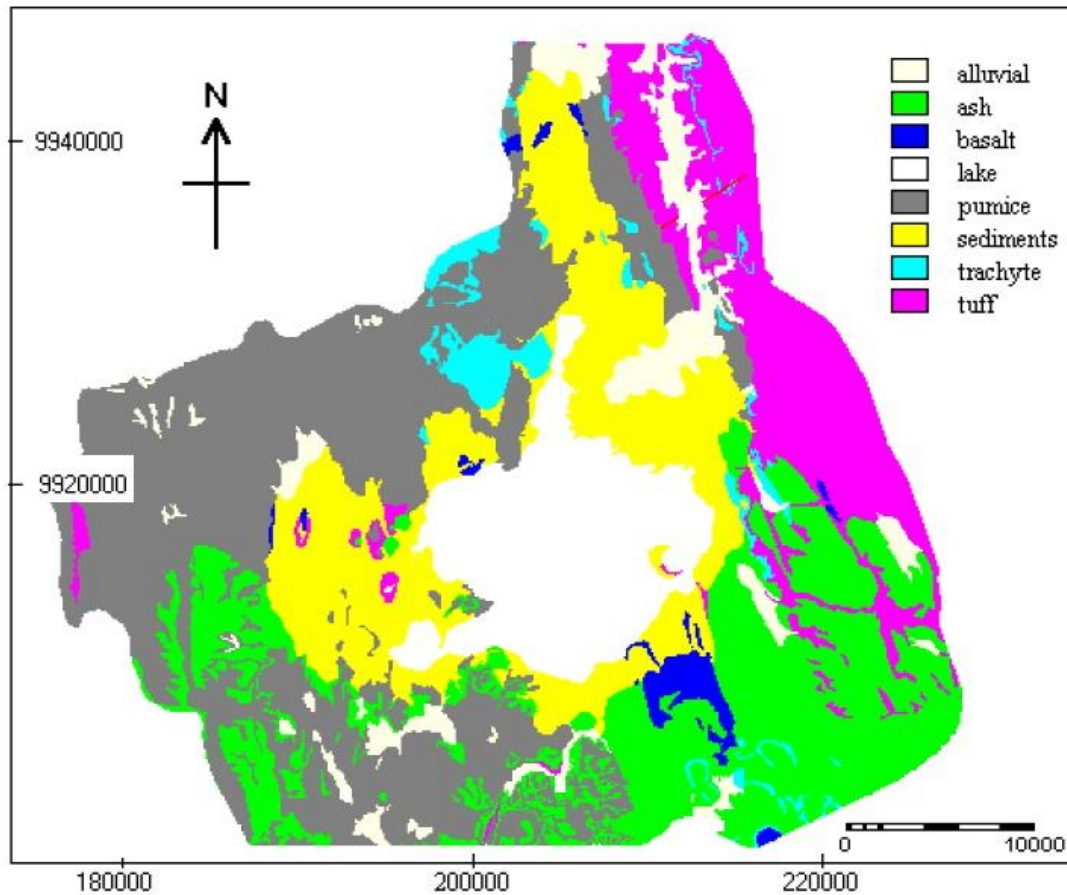 N
9940000
9920000
alluvial
ash
basalt
lake
pumice
sediments
trachyte
tuff
0 10000
180000 200000 220000